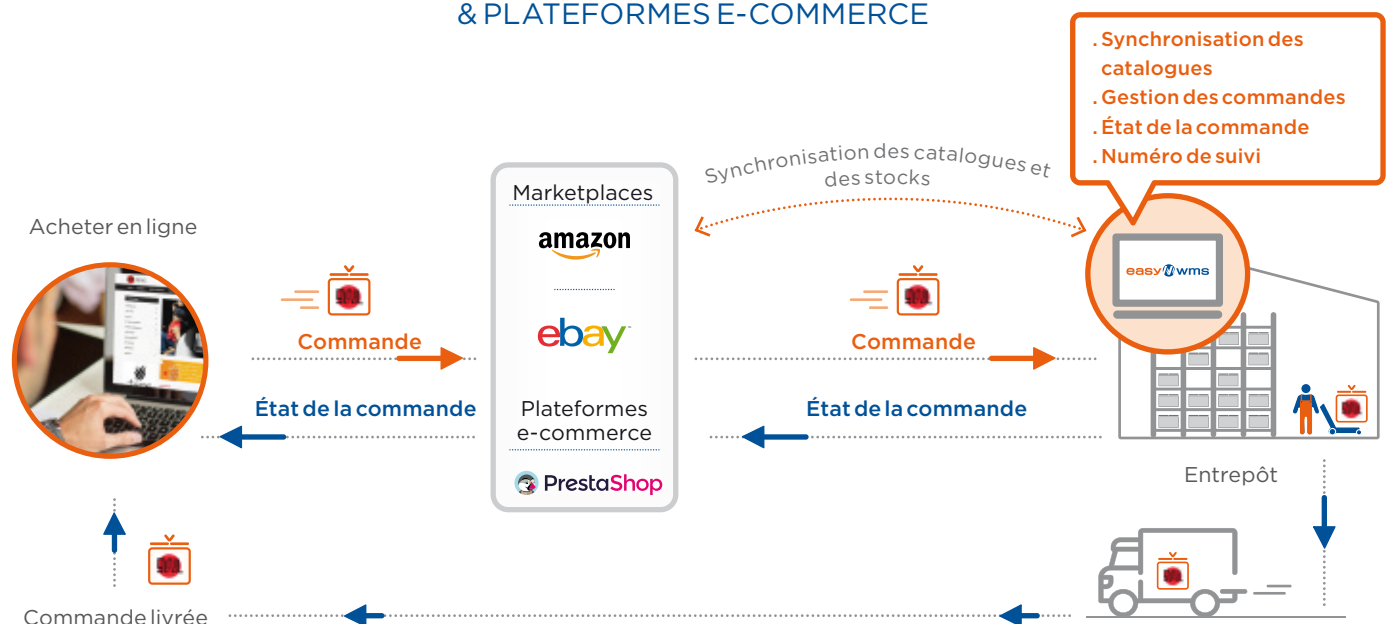 & PLATEFORMES E-COMMERCE
. Synchronisation des
catalogues
. Gestion des commandes
. État de la commande
. Numéro de suivi
Synchronisation des catalogues et
des stocks
Marketplaces
amazon
ebay
Plateformes
e-commerce
PrestaShop
Acheter en ligne
Commande
État de la commande
Commande
État de la commande
easy wms
Entrepôt
Commande livrée